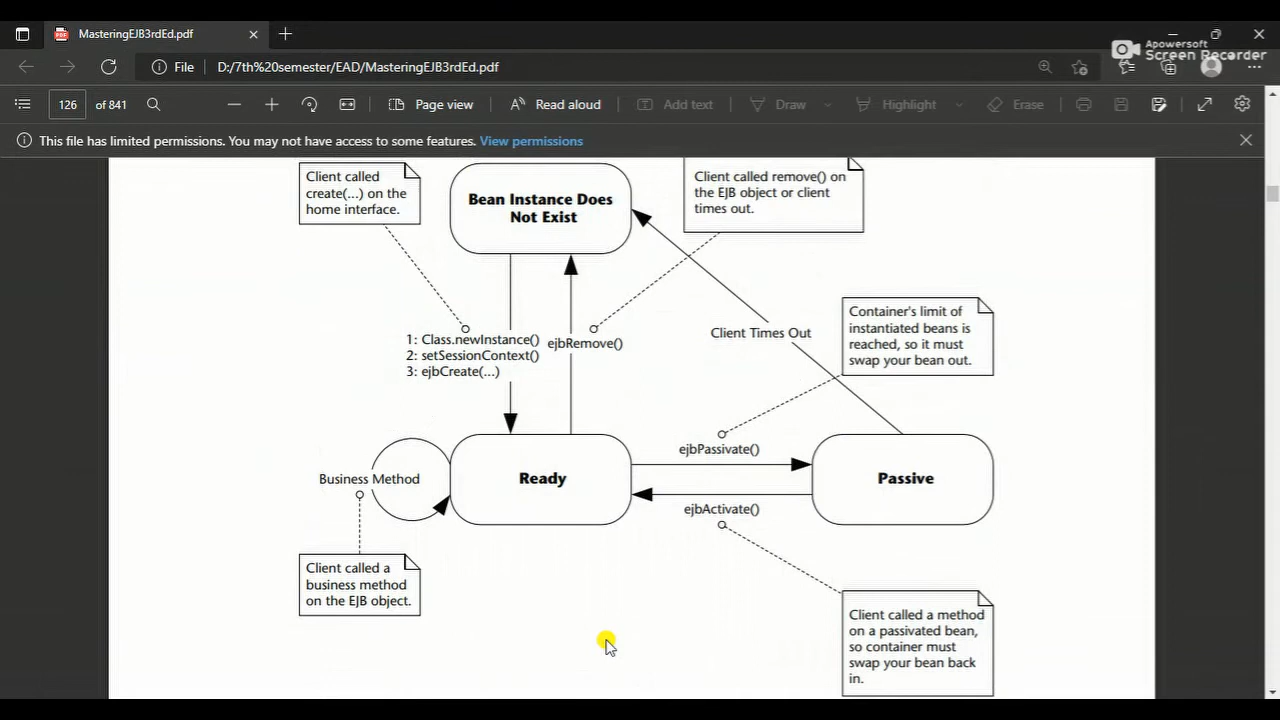 MasteringEJB3rdEd.pdf
Apowersoft
Screen Recorder
File
D:/7th%20semester/EAD/MasteringEJB3rdEd.pdf
126 of 841
Page view
Read aloud
Add text
Draw
Highlight
Erase
This file has limited permissions. You may not have access to some features. View permissions
Client called
create(...) on the
home interface.
Bean Instance Does
Not Exist
Client called remove() on
the EJB object or client
times out.
1: Class.newInstance()
2: setSessionContext()
3: ejbCreate(...)
ejbRemove()
Client Times Out
Container's limit of
instantiated beans is
reached, so it must
swap your bean out.
Business Method
Ready
ejbPassivate()
ejbActivate()
Passive
Client called a
business method
on the EJB object.
Client called a method
on a passivated bean,
so container must
swap your bean back
in.